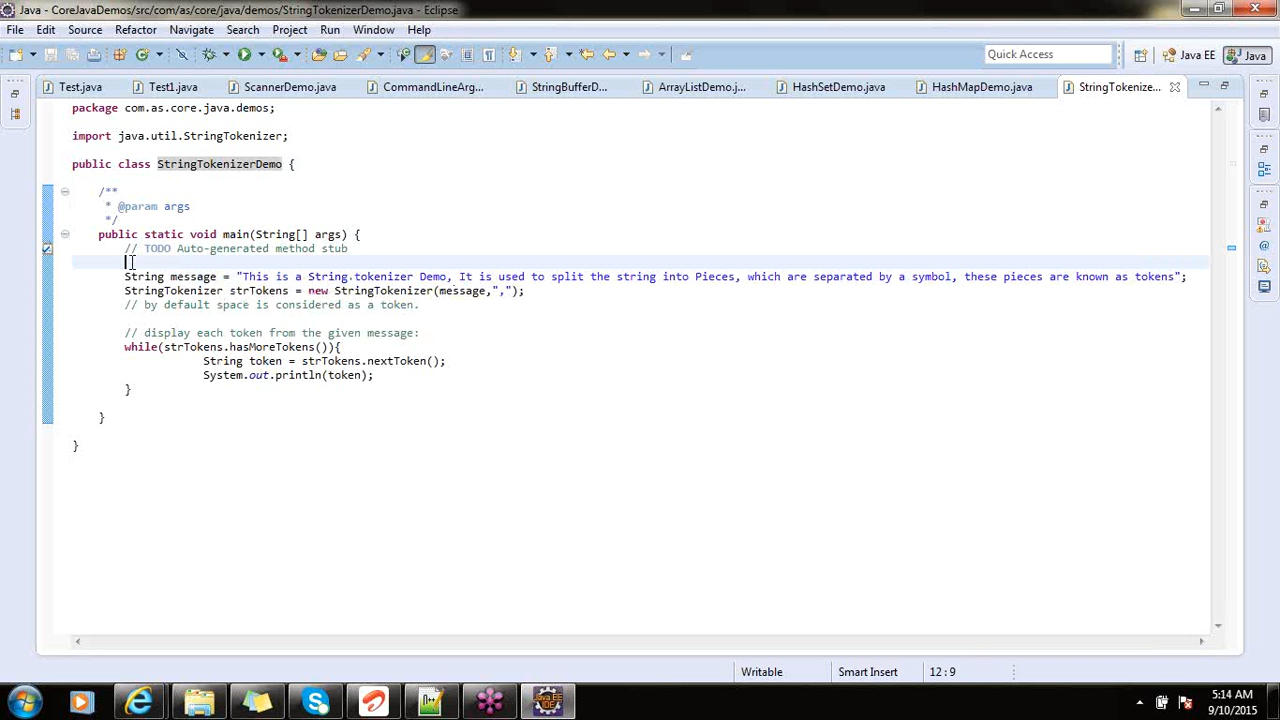 Java - CoreJavaDemos/src/com/as/core/java/demos/StringTokenizerDemo.java - Eclipse
File Edit Source Refactor Navigate Search Project Run Window Help
Quick Access Java EE Java
Test.java Test1.java ScannerDemo.java CommandLineArg... StringBufferD... ArrayListDemo.j... HashSetDemo.java HashMapDemo.java StringTokenize...
package com.as.core.java.demos;
import java.util.StringTokenizer;
public class StringTokenizerDemo {
/**
* @param args
*/
public static void main(String[] args) {
// TODO Auto-generated method stub
String message = "This is a String.tokenizer Demo, It is used to split the string into Pieces, which are separated by a symbol, these pieces are known as tokens";
StringTokenizer strTokens = new StringTokenizer(message,",");
// by default space is considered as a token.
// display each token from the given message:
while(strTokens.hasMoreTokens()){
String token = strTokens.nextToken();
System.out.println(token);
}
}
}
Writable Smart Insert 12:9
5:14 AM
9/10/2015